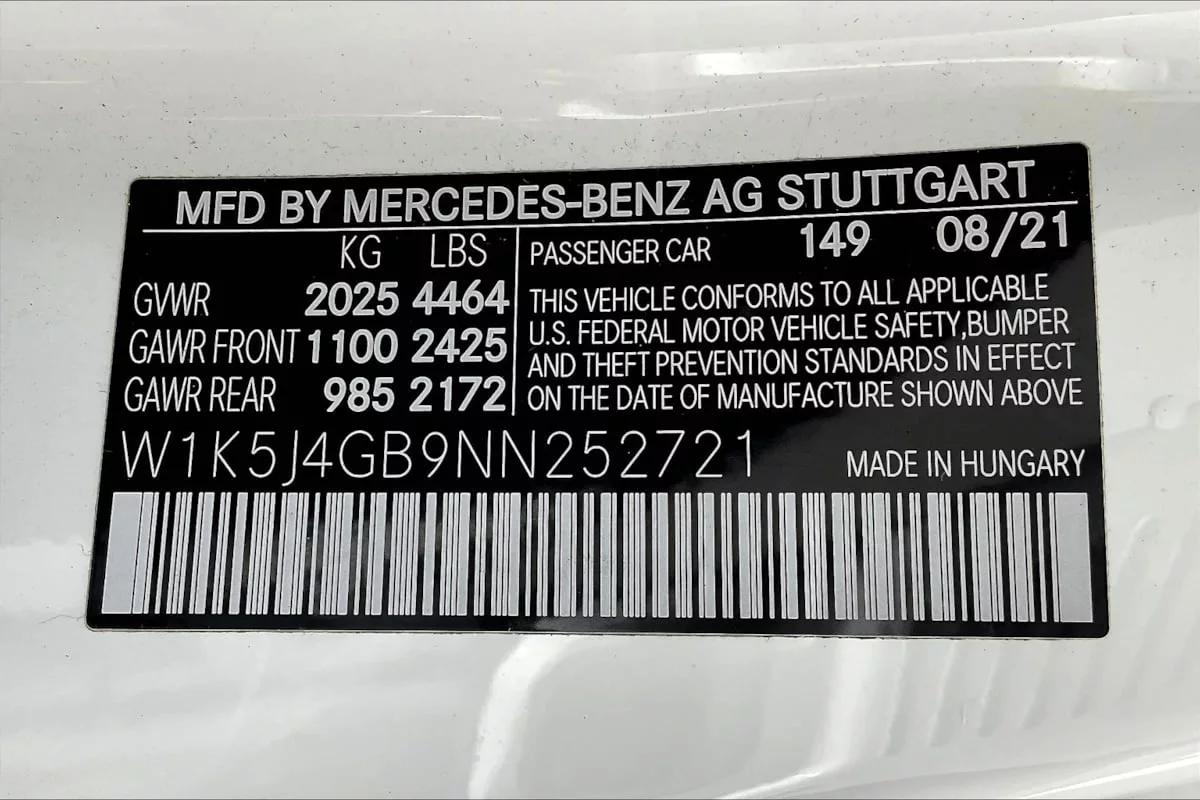 MFD BY MERCEDES-BENZ AG STUTTGART
KG LBS
GVWR 2025 4464
GAWR FRONT 1100 2425
GAWR REAR 985 2172
PASSENGER CAR 149 08/21
THIS VEHICLE CONFORMS TO ALL APPLICABLE
U.S. FEDERAL MOTOR VEHICLE SAFETY,BUMPER
AND THEFT PREVENTION STANDARDS IN EFFECT
ON THE DATE OF MANUFACTURE SHOWN ABOVE
W1K5J4GB9NN252721
MADE IN HUNGARY